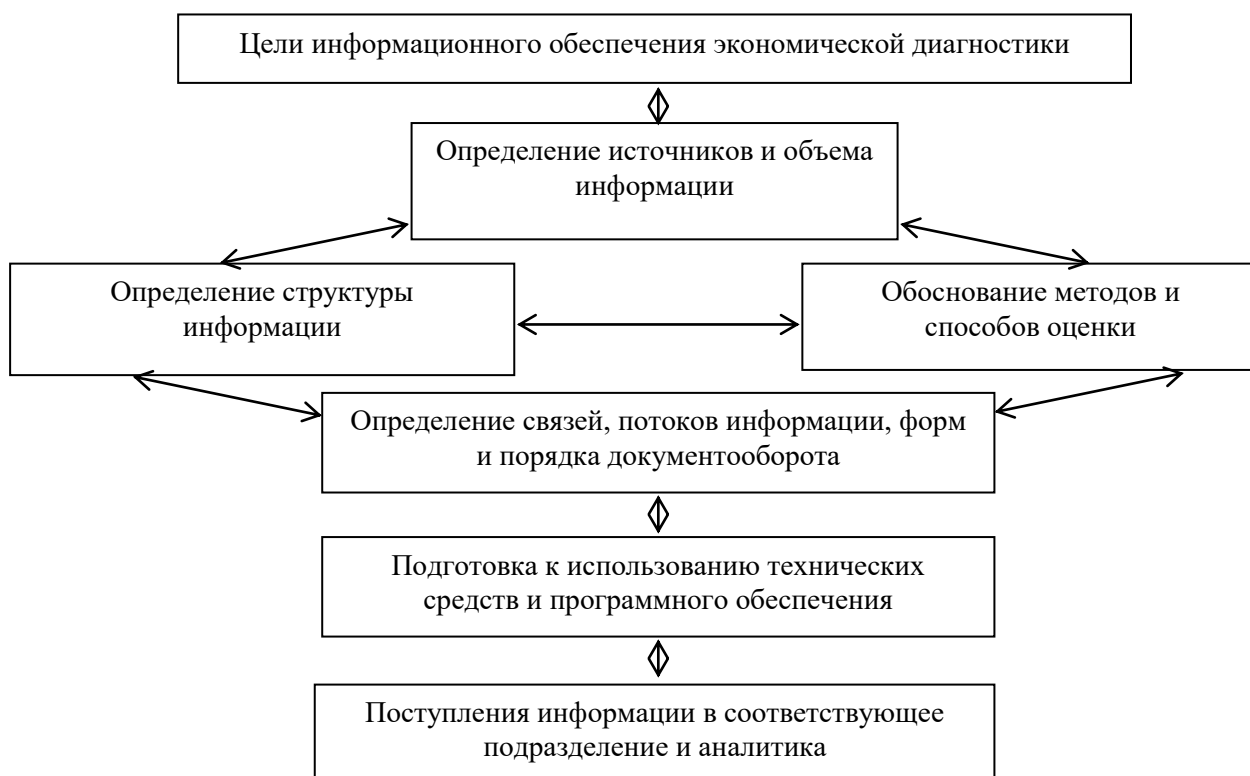 Цели информационного обеспечения экономической диагностики
Определение источников и объема
информации
Определение структуры
информации
Обоснование методов и
способов оценки
Определение связей, потоков информации, форм
и порядка документооборота
Подготовка к использованию технических
средств и программного обеспечения
Поступления информации в соответствующее
подразделение и аналитика